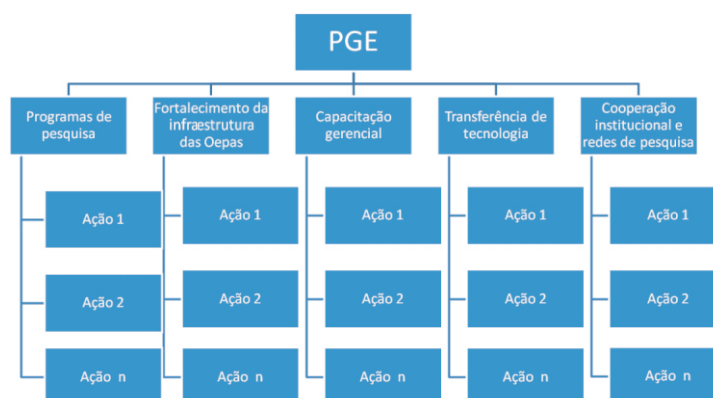 PGE
Programas de
pesquisa
Fortalecimento da
infraestrutura
das Oepas
Capacitação
gerencial
Transferência de
tecnologia
Cooperação
institucional e
redes de pesquisa
Ação 1
Ação 1
Ação 1
Ação 1
Ação 1
Ação 2
Ação 2
Ação 2
Ação 2
Ação 2
Ação n
Ação n
Ação n
Ação n
Ação n